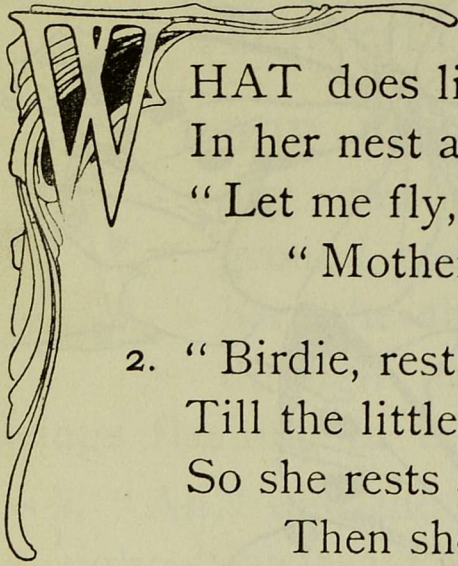 WHAT does li
In her nest a
“ Let me fly,
“ Mothe
2. “ Birdie, rest
Till the little
So she rests
Then sh